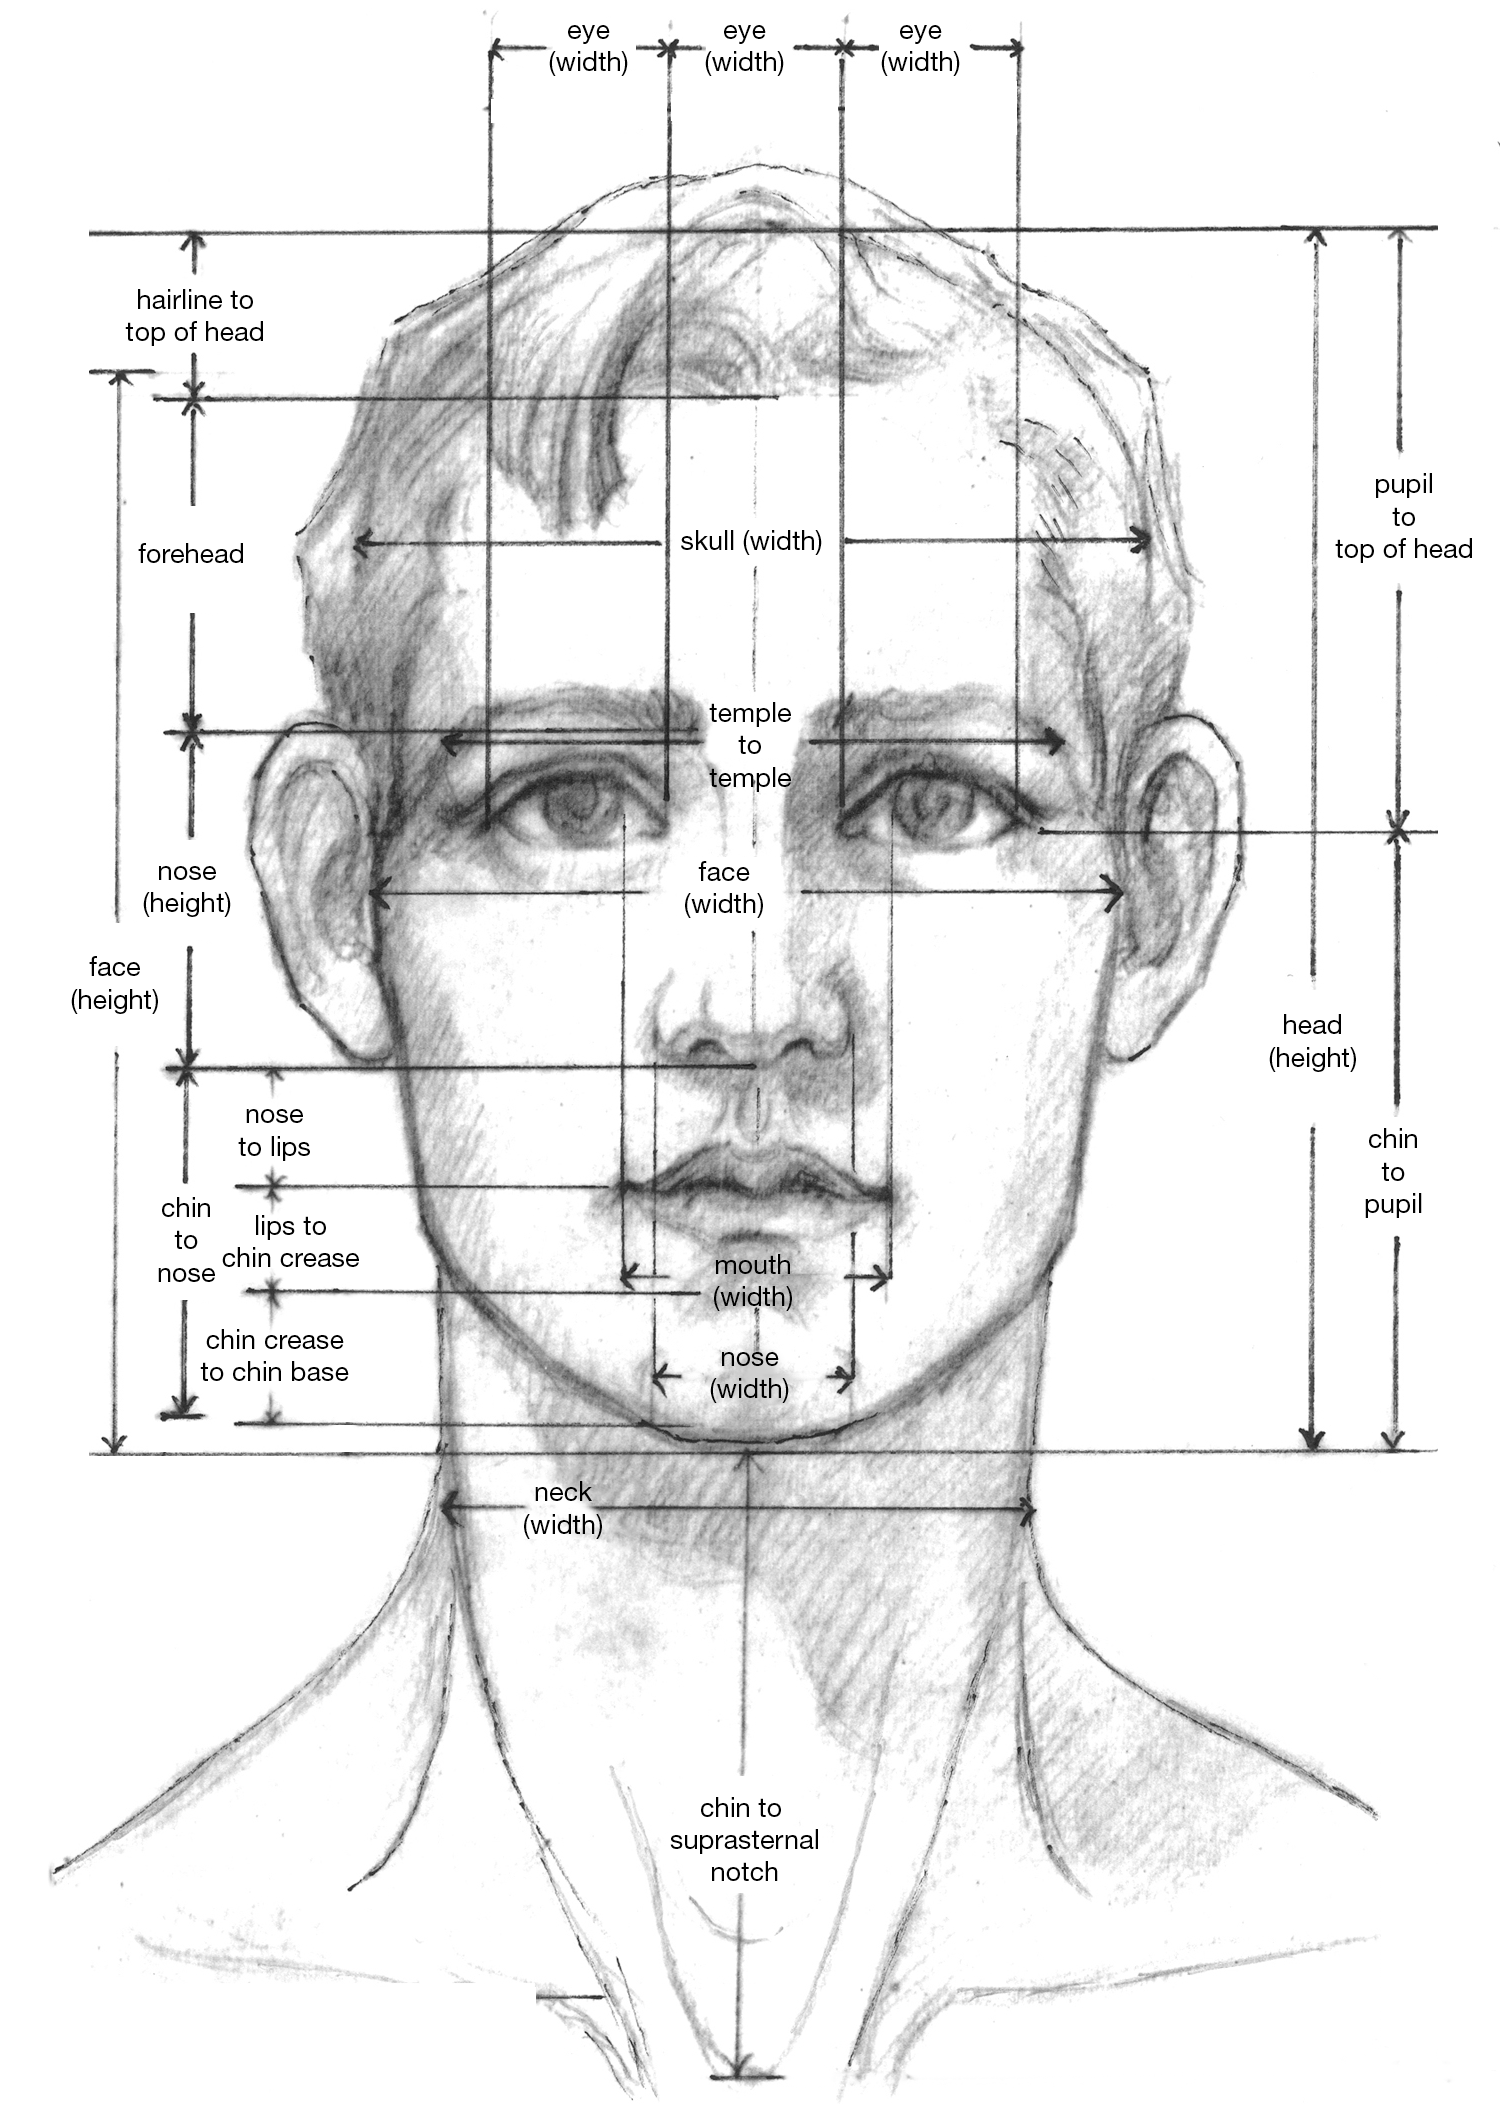 eye
(width)
eye
(width)
eye
(width)
hairline to
top of head
pupil
to
top of head
skull (width)
forehead
temple
to
temple
nose
(height)
face
(width)
face
(height)
head
(height)
nose
to lips
chin
to
pupil
chin
to
nose
lips to
chin crease
mouth
(width)
chin crease
to chin base
nose
(width)
neck
(width)
chin to
suprasternal
notch